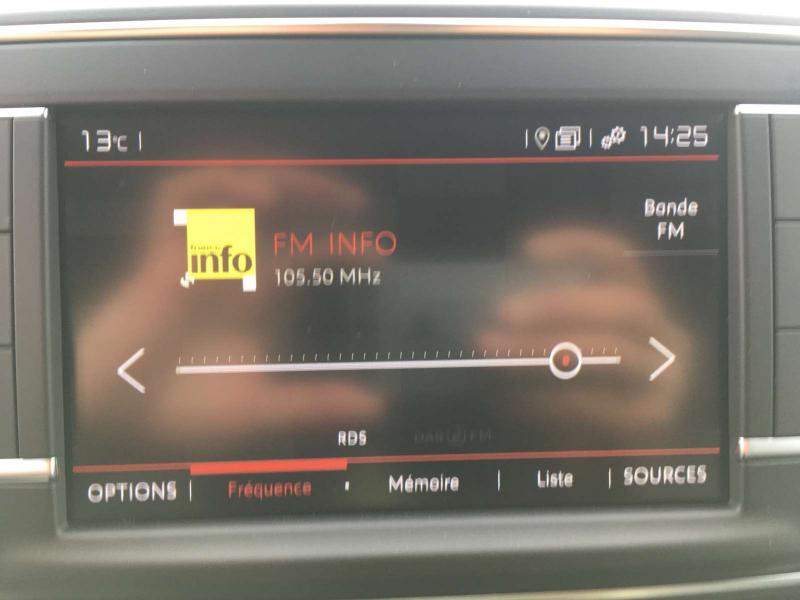 13°C
14:25
Bande
FM
france
info
FM INFO
105.50 MHz
RDS
DAB FM
OPTIONS
Fréquence
Mémoire
Liste
SOURCES